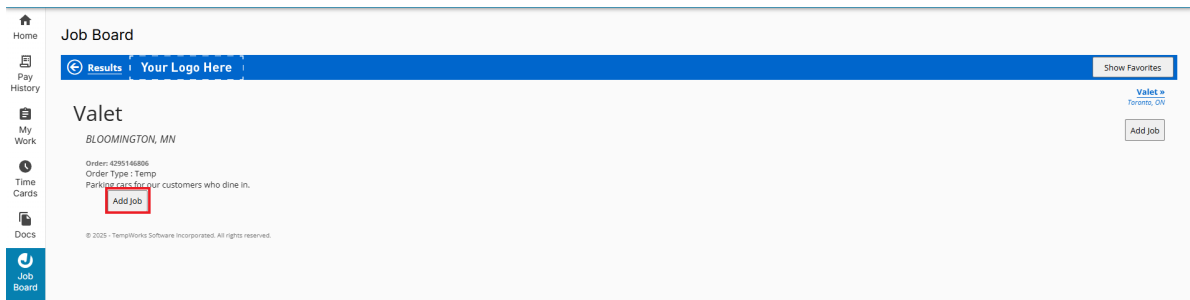 Home
Pay
History
My
Work
Time
Cards
Docs
Job
Board
Job Board
Results
Your Logo Here
Show Favorites
Valet »
Toronto, ON
Add Job
Valet
BLOOMINGTON, MN
Order: 4295146806
Order Type : Temp
Parking cars for our customers who dine in.
Add Job
© 2025 - TempWorks Software Incorporated. All rights reserved.